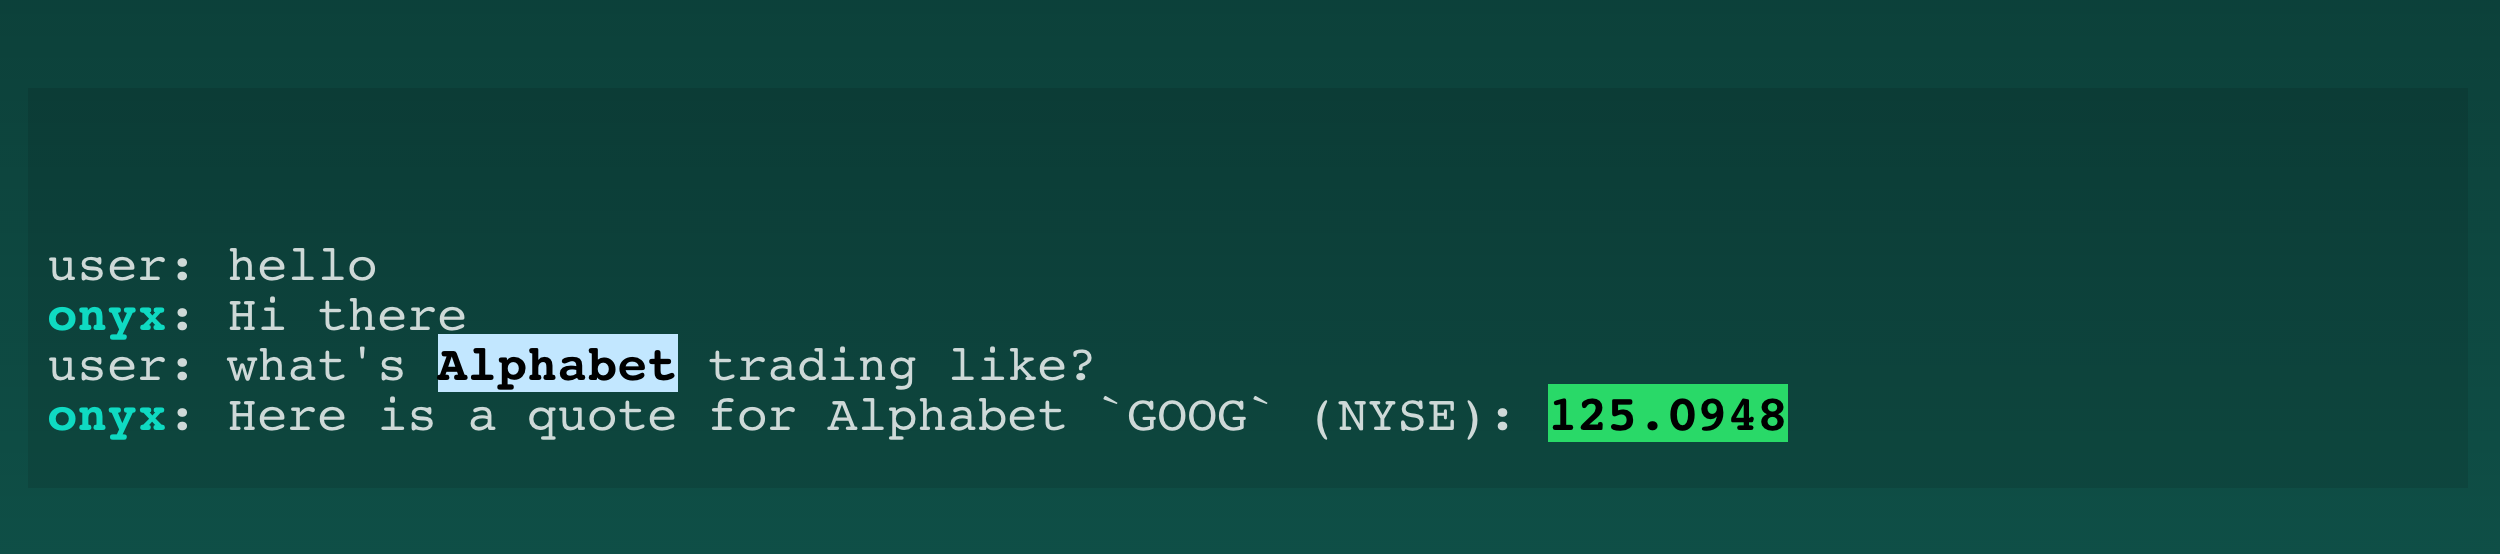 user: hello
onyx: Hi there
user: what's Alphabet trading like?
onyx: Here is a quote for Alphabet`GOOG` (NYE): 125.0948